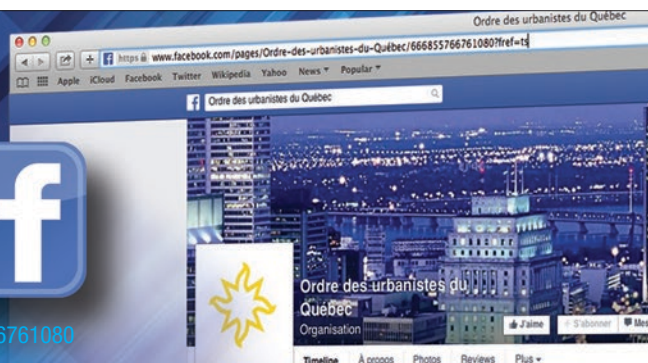 Ordre des urbanistes du Québec
https www.facebook.com/pages/Ordre-des-urbanistes-du-Québec/666855766761080?fref=ts
Apple iCloud Facebook Twitter Wikipedia Yahoo News Popular
f Ordre des urbanistes du Québec
f
Ordre des urbanistes du
Québec
Organisation
J'aime S'abonner Mes
6761080
Timeline À propos Photos Reviews Plus